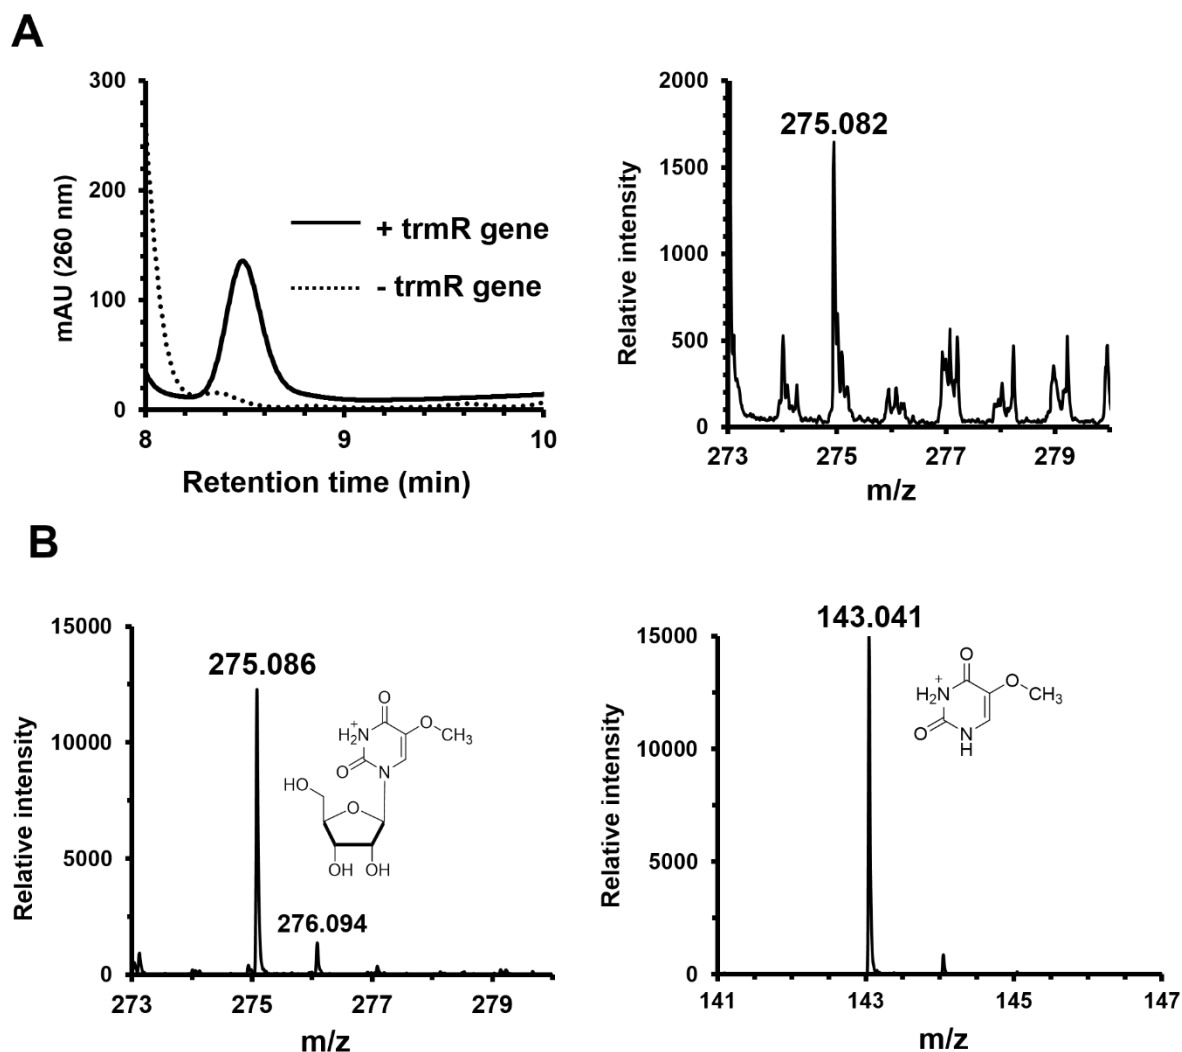 A
300
200
100
0
8
9
10
mAU (260 nm)
Retention time (min)
+ trmR gene
- trmR gene
2000
1500
1000
500
0
273
275
277
279
Relative intensity
m/z
275.082
B
15000
10000
5000
0
273
275
277
279
Relative intensity
m/z
275.086
276.094
O
+
H2N
O
CH3
O
N
HO
O
OH OH
15000
10000
5000
0
141
143
145
147
Relative intensity
m/z
143.041
O
+
H2N
O
CH3
O
N
H